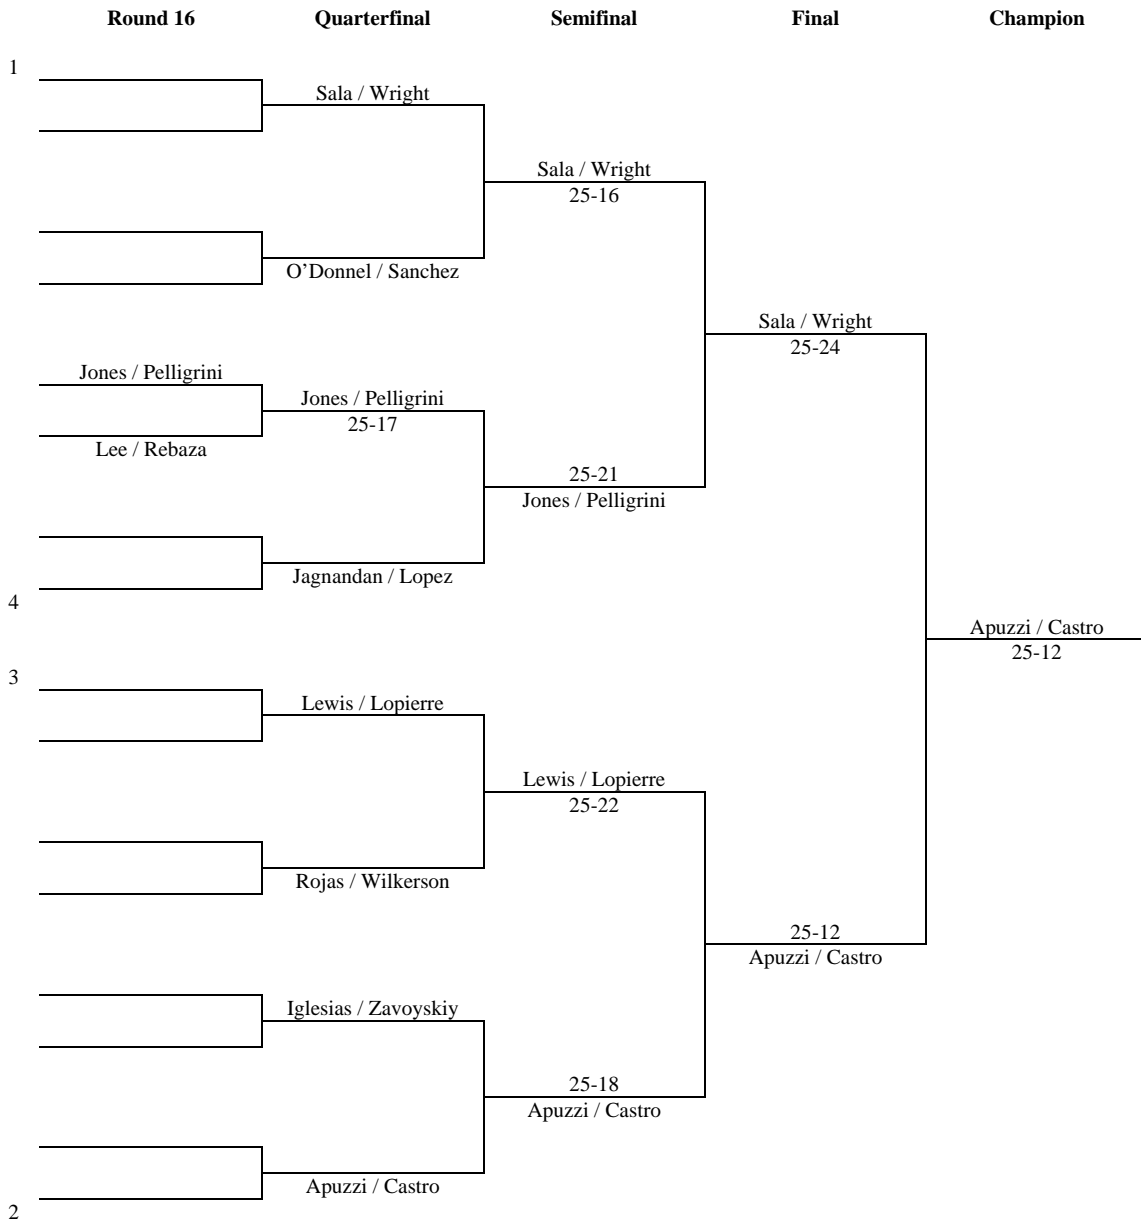 Round 16 Quarterfinal Semifinal Final Champion
1
Sala / Wright
Sala / Wright
25-16
O’Donnel / Sanchez
Sala / Wright
25-24
Jones / Pelligrini
Jones / Pelligrini
25-17
Lee / Rebaza
25-21
Jones / Pelligrini
Jagnandan / Lopez
4
Apuzzi / Castro
25-12
3
Lewis / Lopierre
Lewis / Lopierre
25-22
Rojas / Wilkerson
25-12
Apuzzi / Castro
Iglesias / Zavoyskiy
25-18
Apuzzi / Castro
Apuzzi / Castro
2